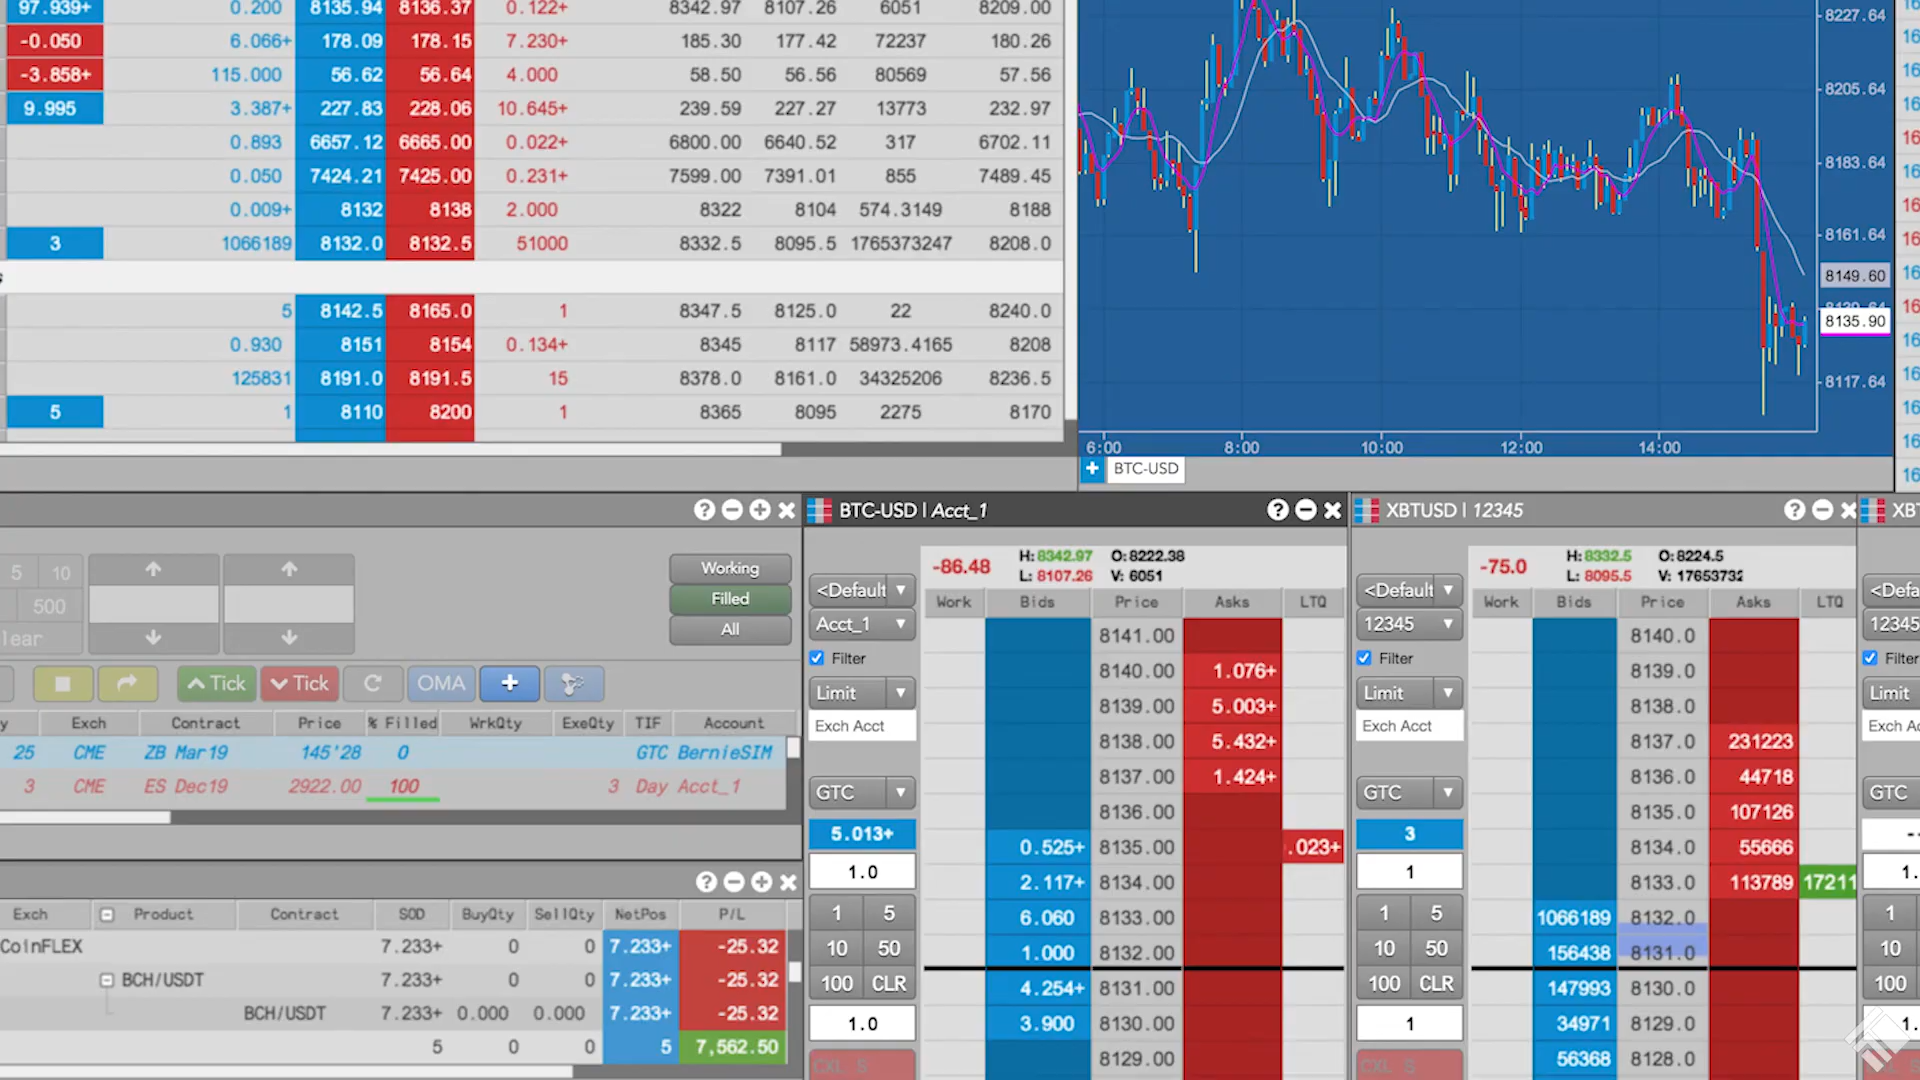 97.939+ 0.200 8135.94 8136.37 0.122+ 8342.97 8107.26 6051 8209.00
-0.050 6.066+ 178.09 178.15 7.230+ 185.30 177.42 72237 180.26
-3.858+ 115.000 56.62 56.64 4.000 58.50 56.56 80569 57.56
9.995 3.387+ 227.83 228.06 10.645+ 239.59 227.27 13773 232.97
0.893 6657.12 6665.00 0.022+ 6800.00 6640.52 317 6702.11
0.050 7424.21 7425.00 0.231+ 7599.00 7391.01 855 7489.45
0.009+ 8132 8138 2.000 8322 8104 574.3149 8188
3 1066189 8132.0 8132.5 51000 8332.5 8095.5 1765373247 8208.0
5 8142.5 8165.0 1 8347.5 8125.0 22 8240.0
0.930 8151 8154 0.134+ 8345 8117 58973.4165 8208
125831 8191.0 8191.5 15 8378.0 8161.0 34325206 8236.5
5 1 8110 8200 1 8365 8095 2275 8170
8227.64
8205.64
8183.64
8161.64
8149.60
8135.90
8117.64
6:00 8:00 10:00 12:00 14:00
+ BTC-USD
5 10
500
lear
Working
Filled
All
Tick Tick OMA +
y Exch Contract Price % Filled WrkQty ExeQty TIF Account
25 CME ZB Mar19 145'28 0 GTC BernieSIM
3 CME ES Dec19 2922.00 100 3 Day Acct_1
Exch Product Contract SOD BuyQty SellQty NetPos P/L
CoinFLEX 7.233+ 0 0 7.233+ -25.32
BCH/USDT 7.233+ 0 0 7.233+ -25.32
BCH/USDT 7.233+ 0.000 0.000 7.233+ -25.32
5 0 0 5 7,562.50
BTC-USD | Acct_1
-86.48 H: 8342.97 O: 8222.38
L: 8107.26 V: 6051
<Default
Acct_1
Filter
Limit
Exch Acct
GTC
5.013+
1.0
1 5
10 50
100 CLR
1.0
CXL S
Work Bids Price Asks LTQ
8141.00
8140.00 1.076+
8139.00 5.003+
8138.00 5.432+
8137.00 1.424+
8136.00
0.525+ 8135.00 .023+
2.117+ 8134.00
6.060 8133.00
1.000 8132.00
4.254+ 8131.00
3.900 8130.00
8129.00
XBTUSD | 12345
-75.0 H: 8332.5 O: 8224.5
L: 8095.5 V: 17653732
<Default
12345
Filter
Limit
Exch Acct
GTC
3
1
1 5
10 50
100 CLR
1
CXL S
Work Bids Price Asks LTQ
8140.0
8139.0
8138.0
8137.0 231223
8136.0 44718
8135.0 107126
8134.0 55666
8133.0 113789 17211
1066189 8132.0
156438 8131.0
147993 8130.0
34971 8129.0
56368 8128.0
XB
<Defa
12345
Filter
Limit
Exch Ac
GTC
--
1.
1
10
100
1.